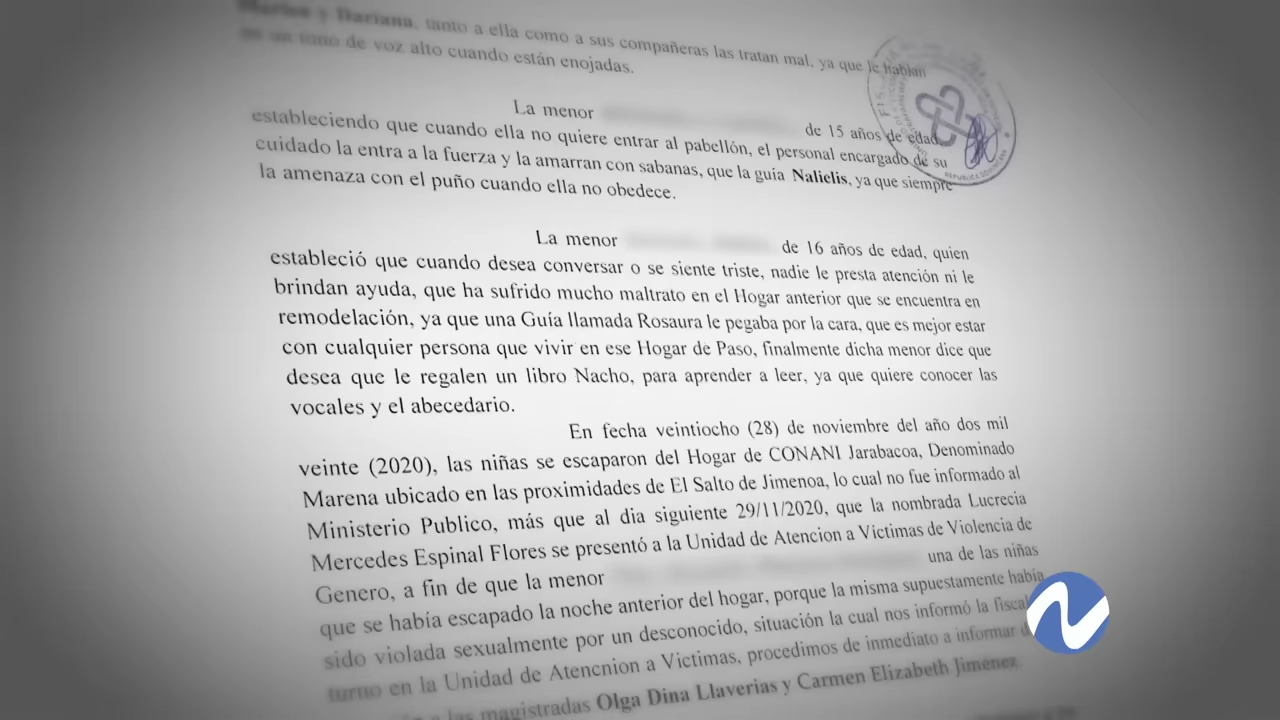 Dariana, tanto a ella como a sus compañeras las tratan mal, ya que le hablan
en un tono de voz alto cuando están enojadas.
La menor de 15 años de edad
estableciendo que cuando ella no quiere entrar al pabellón, el personal encargado de su
cuidado la entra a la fuerza y la amarran con sabanas, que la guía Nalielis, ya que siempre
la amenaza con el puño cuando ella no obedece.
La menor de 16 años de edad, quien
estableció que cuando desea conversar o se siente triste, nadie le presta atención ni le
brindan ayuda, que ha sufrido mucho maltrato en el Hogar anterior que se encuentra en
remodelación, ya que una Guía llamada Rosaura le pegaba por la cara, que es mejor estar
con cualquier persona que vivir en ese Hogar de Paso, finalmente dicha menor dice que
desea que le regalen un libro Nacho, para aprender a leer, ya que quiere conocer las
vocales y el abecedario.
En fecha veintiocho (28) de noviembre del año dos mil
veinte (2020), las niñas se escaparon del Hogar de CONANI Jarabacoa, Denominado
Marena ubicado en las proximidades de El Salto de Jimenoa, lo cual no fue informado al
Ministerio Publico, más que al dia siguiente 29/11/2020, que la nombrada Lucrecia
Mercedes Espinal Flores se presentó a la Unidad de Atencion a Víctimas de Violencia de
Genero, a fin de que la menor una de las niñas
que se había escapado la noche anterior del hogar, porque la misma supuestamente había
sido violada sexualmente por un desconocido, situación la cual nos informó la fiscal
turno en la Unidad de Atencnion a Victimas, procedimos de inmediato a informar
a las magistradas Olga Dina Llaverias y Carmen Elizabeth Jiménez
REPUBLICA DOMINICANA